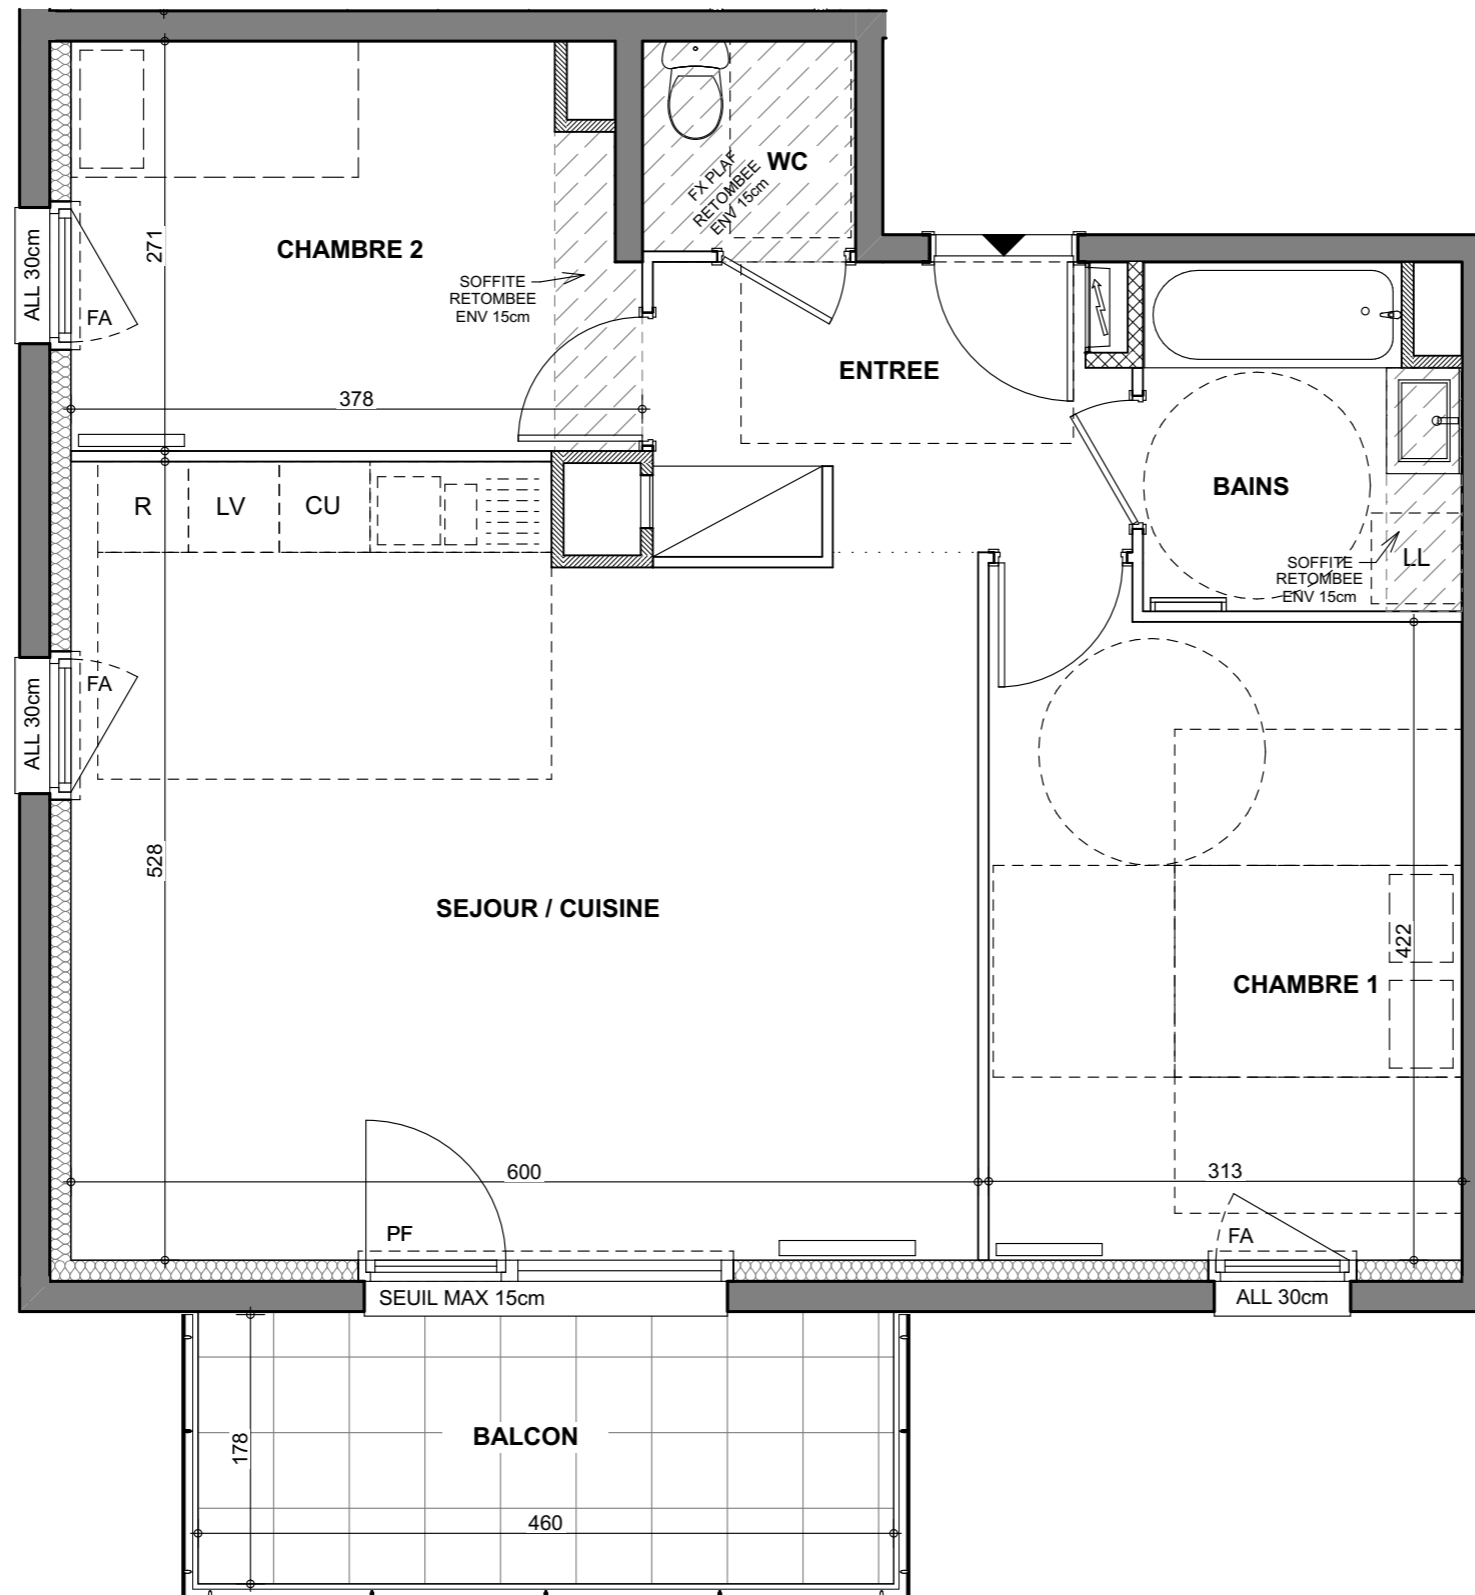 WC
FX PLAF
RETOMBEE
ENV 15cm
CHAMBRE 2
271
ALL 30cm
FA
SOFFITE
RETOMBEE
ENV 15cm
378
ENTREE
BAINS
SOFFITE
RETOMBEE
ENV 15cm
LL
R
LV
CU
FA
ALL 30cm
528
SEJOUR / CUISINE
422
CHAMBRE 1
600
313
PF
FA
SEUIL MAX 15cm
ALL 30cm
BALCON
178
460